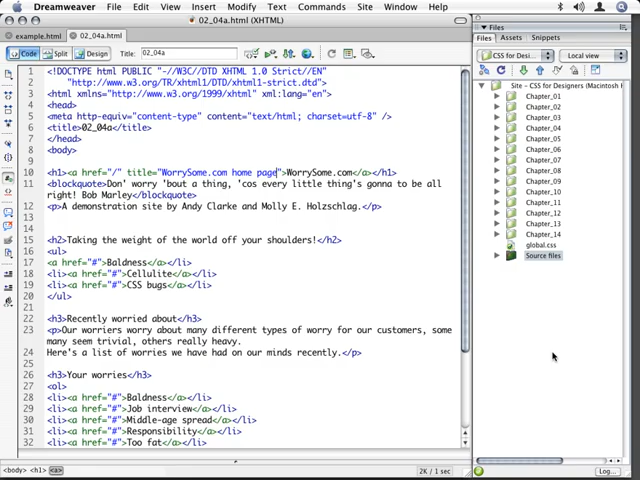 Dreamweaver File Edit View Insert Modify Text Commands Site Window Help
02_04a.html (XHTML)
example.html 02_04a.html
Code Split Design Title: 02_04a
1 <!DOCTYPE html PUBLIC "-//W3C//DTD XHTML 1.0 Strict//EN"
2 "http://www.w3.org/TR/xhtml1/DTD/xhtml1-strict.dtd">
3 <html xmlns="http://www.w3.org/1999/xhtml" xml:lang="en">
4 <head>
5 <meta http-equiv="content-type" content="text/html; charset=utf-8" />
6 <title>02_04a</title>
7 </head>
8 <body>
9
10 <h1><a href="/" title="WorrySome.com home page">WorrySome.com</a></h1>
11 <blockquote>Don' worry 'bout a thing, 'cos every little thing's gonna to be all
right! Bob Marley</blockquote>
12 <p>A demonstration site by Andy Clarke and Molly E. Holzschlag.</p>
13
14
15 <h2>Taking the weight of the world off your shoulders!</h2>
16 <ul>
17 <a href="#">Baldness</a></li>
18 <li><a href="#">Cellulite</a></li>
19 <li><a href="#">CSS bugs</a></li>
20 </ul>
21
22 <h3>Recently worried about</h3>
23 <p>Our worriers worry about many different types of worry for our customers, some
many seem trivial, others really heavy.
24 Here's a list of worries we have had on our minds recently.</p>
25
26 <h3>Your worries</h3>
27 <ol>
28 <li><a href="#">Baldness</a></li>
29 <li><a href="#">Job interview</a></li>
30 <li><a href="#">Middle-age spread</a></li>
31 <li><a href="#">Responsibility</a></li>
32 <li><a href="#">Too fat</a></li>
<body> <h1> <a> 2K / 1 sec
Files
Files Assets Snippets
CSS for Desi... Local view
Site - CSS for Designers (Macintosh H
Chapter_01
Chapter_02
Chapter_03
Chapter_04
Chapter_05
Chapter_06
Chapter_07
Chapter_08
Chapter_09
Chapter_10
Chapter_11
Chapter_12
Chapter_13
Chapter_14
global.css
Source files
Log...